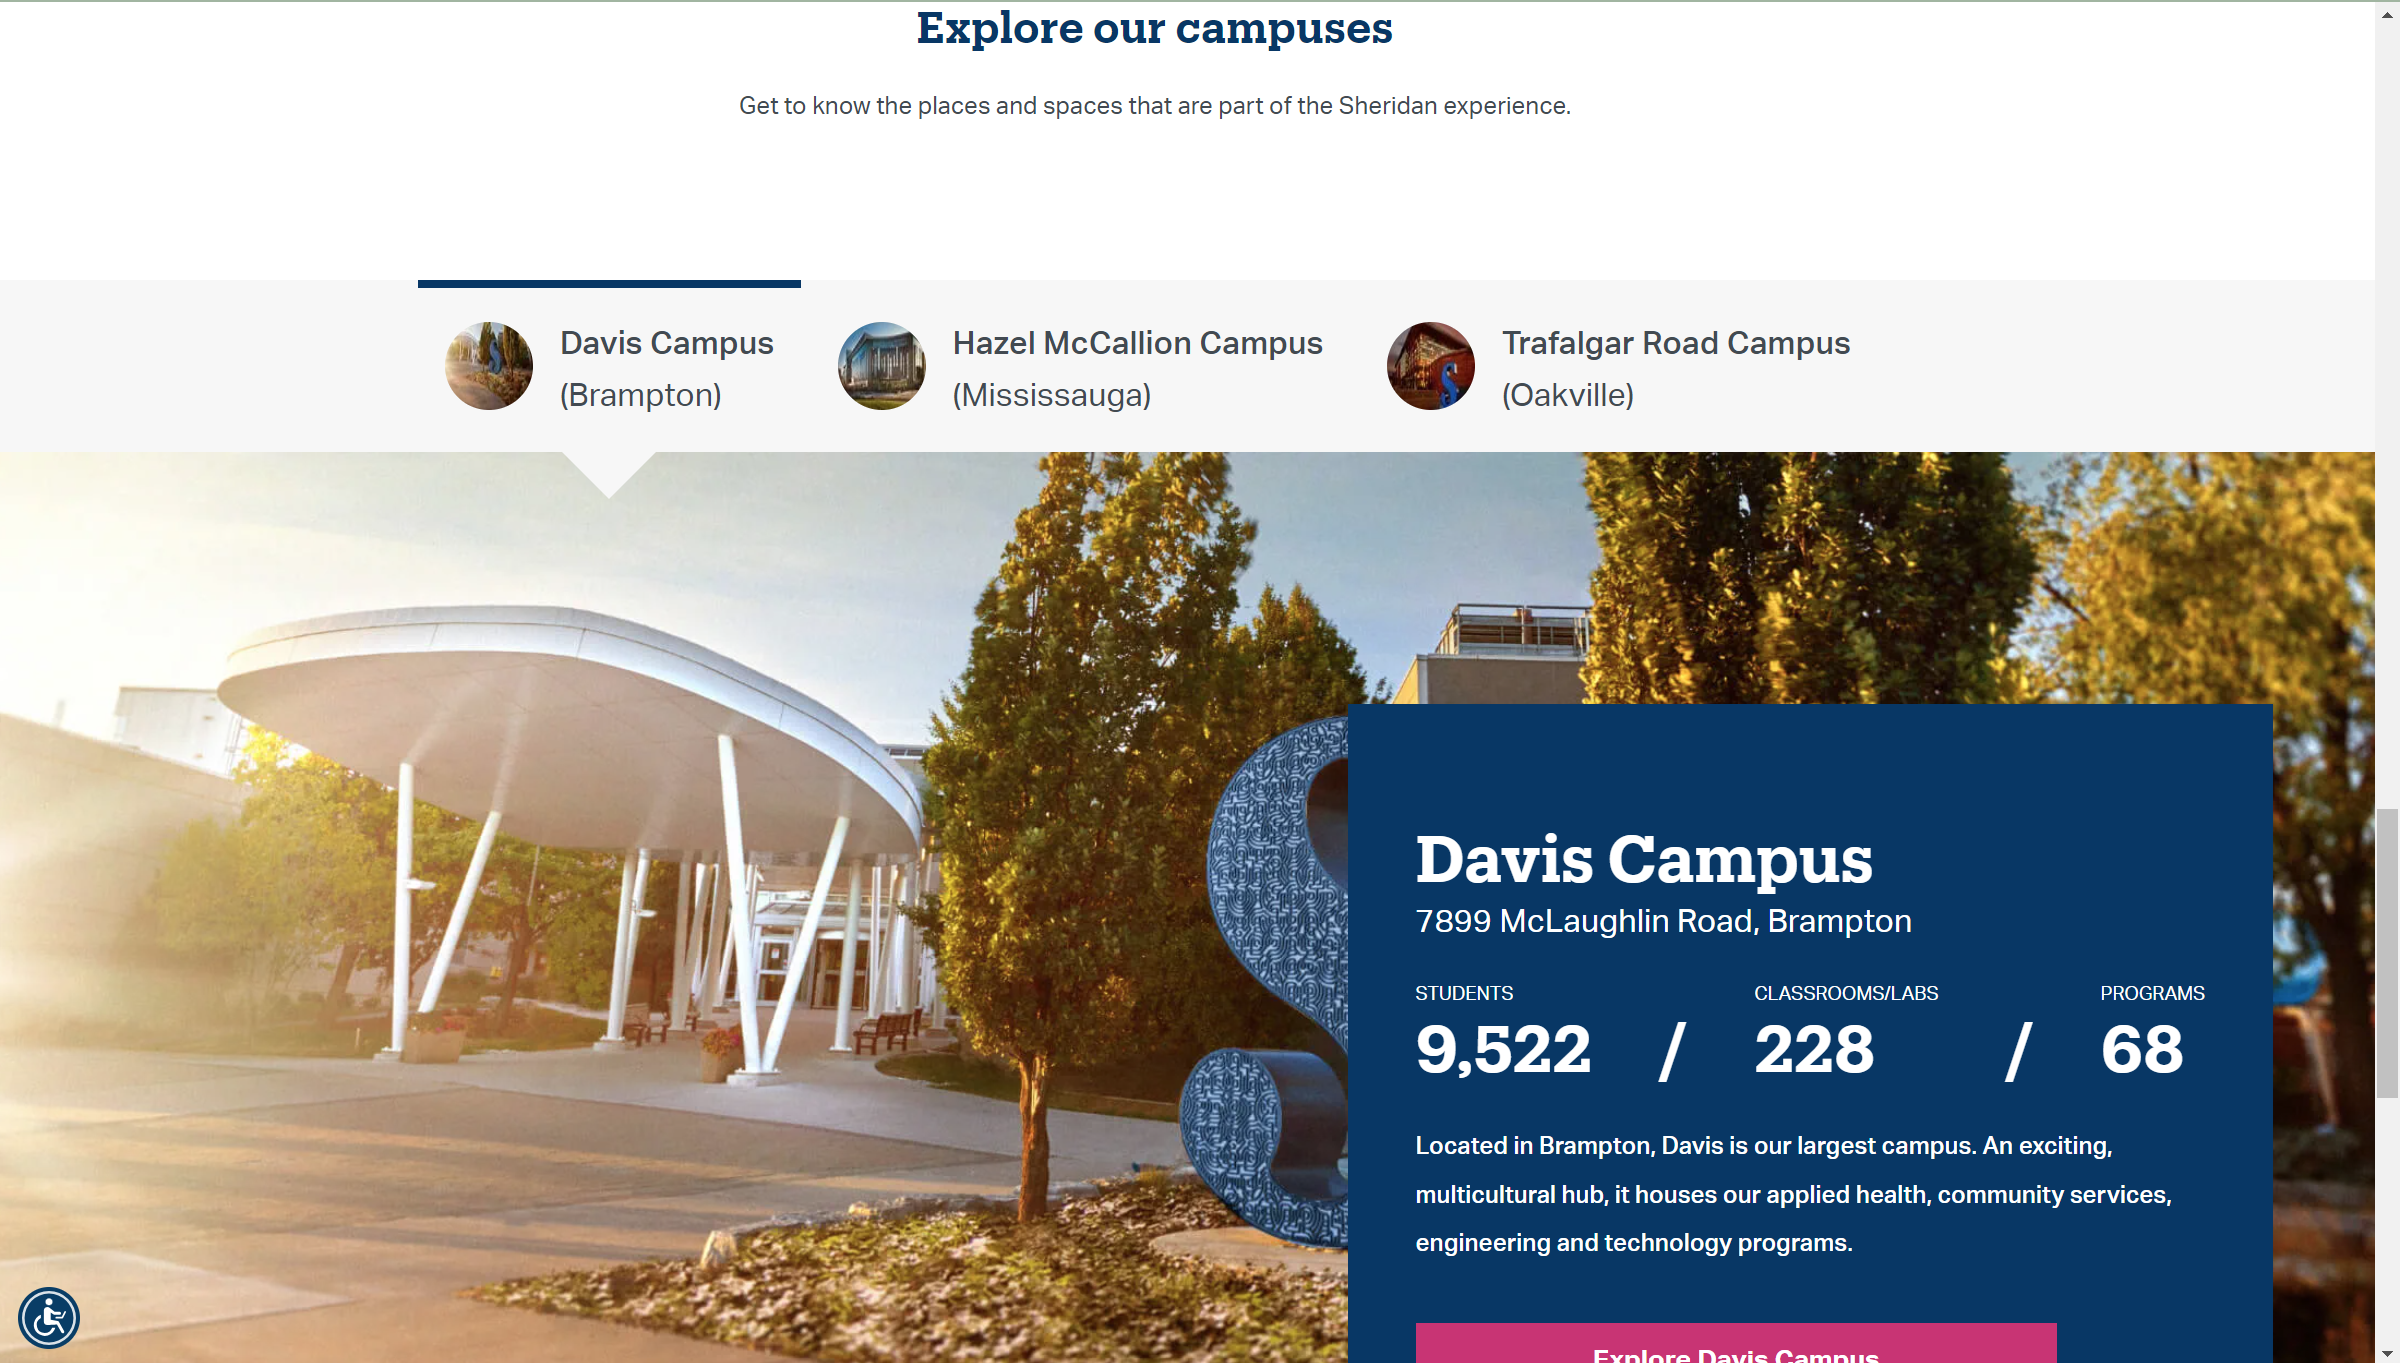 Explore our campuses
Get to know the places and spaces that are part of the Sheridan experience.
Davis Campus
(Brampton)
Hazel McCallion Campus
(Mississauga)
Trafalgar Road Campus
(Oakville)
Davis Campus
7899 McLaughlin Road, Brampton
STUDENTS CLASSROOMS/LABS PROGRAMS
9,522 / 228 / 68
Located in Brampton, Davis is our largest campus. An exciting,
multicultural hub, it houses our applied health, community services,
engineering and technology programs.
Explore Davis Campus